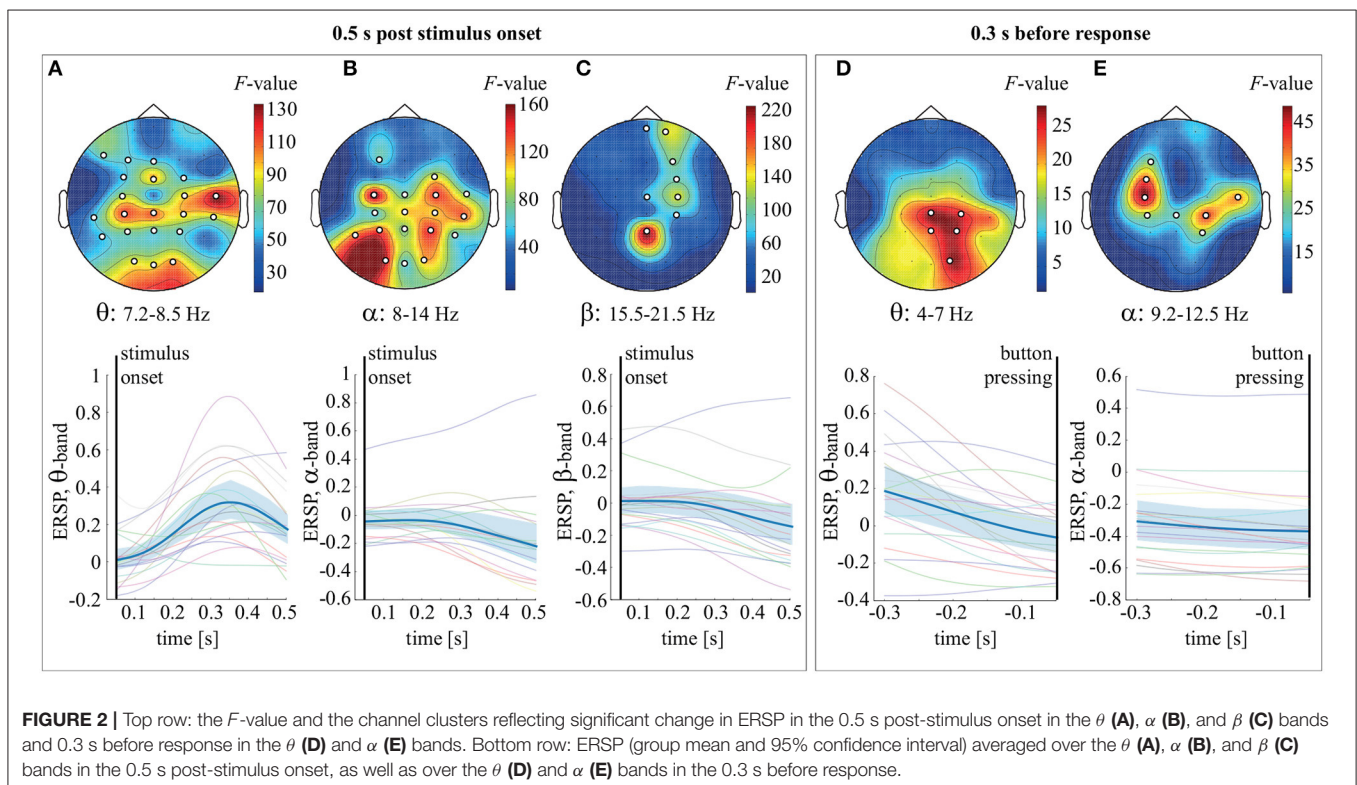 0.5 s post stimulus onset
0.3 s before response
A
B
C
D
E
F-value
F-value
F-value
F-value
F-value
130
110
90
70
50
30
160
120
100
80
40
220
200
180
160
140
120
100
80
60
40
20
25
20
15
10
5
45
35
25
15
θ: 7.2-8.5 Hz
α: 8-14 Hz
β: 15.5-21.5 Hz
θ: 4-7 Hz
α: 9.2-12.5 Hz
stimulus
onset
ERSP, θ-band
1
0.8
0.6
0.4
0.2
0
-0.2
0.1 0.2 0.3 0.4 0.5
time [s]
stimulus
onset
ERSP, α-band
1
0.8
0.6
0.4
0.2
0
-0.2
-0.4
-0.6
0.1 0.2 0.3 0.4 0.5
time [s]
stimulus
onset
ERSP, β-band
0.8
0.6
0.4
0.2
0
-0.2
-0.4
-0.6
0.1 0.2 0.3 0.4 0.5
time [s]
button
pressing
ERSP, θ-band
0.8
0.6
0.4
0.2
0
-0.2
-0.4
-0.3 -0.2 -0.1
time [s]
button
pressing
ERSP, α-band
0.6
0.4
0.2
0
-0.2
-0.4
-0.6
-0.8
-0.3 -0.2 -0.1
time [s]
FIGURE 2 | Top row: the F-value and the channel clusters reflecting significant change in ERSP in the 0.5 s post-stimulus onset in the θ (A), α (B), and β (C) bands
and 0.3 s before response in the θ (D) and α (E) bands. Bottom row: ERSP (group mean and 95% confidence interval) averaged over the θ (A), α (B), and β (C)
bands in the 0.5 s post-stimulus onset, as well as over the θ (D) and α (E) bands in the 0.3 s before response.